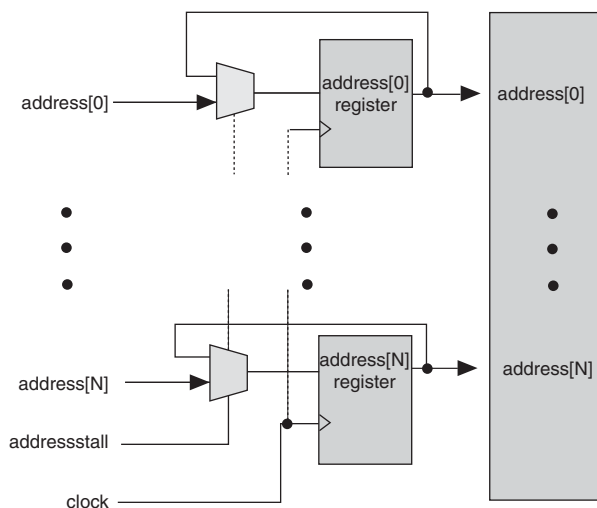 address[0]
address[0]
register
address[0]
address[N]
address[N]
register
address[N]
addressstall
clock